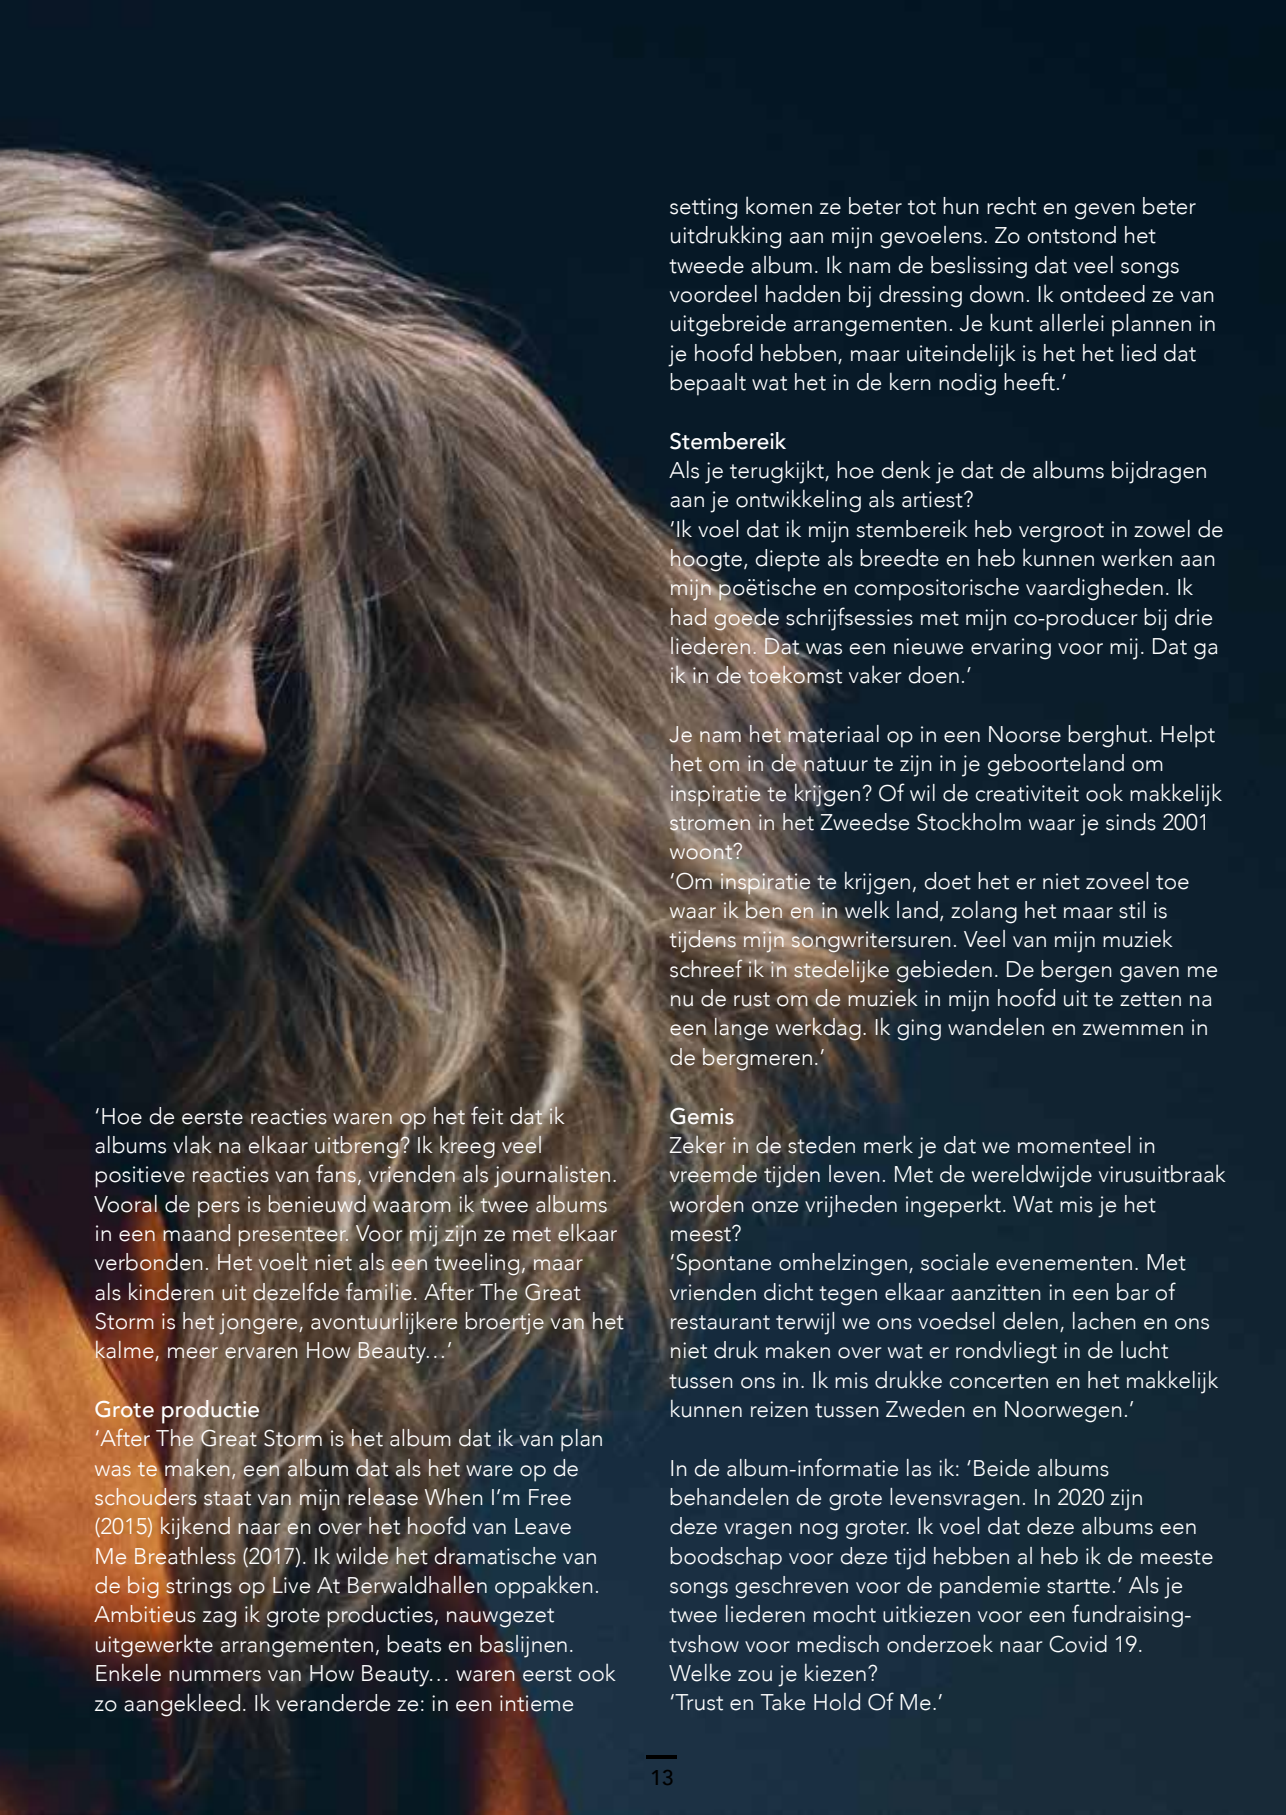 ‘Hoe de eerste reacties waren op het feit dat ik
albums vlak na elkaar uitbreng? Ik kreeg veel
positieve reacties van fans, vrienden als journalisten.
Vooral de pers is benieuwd waarom ik twee albums
in een maand presenteer. Voor mij zijn ze met elkaar
verbonden. Het voelt niet als een tweeling, maar
als kinderen uit dezelfde familie. After The Great
Storm is het jongere, avontuurlijkere broertje van het
kalme, meer ervaren How Beauty…’

Grote productie
‘After The Great Storm is het album dat ik van plan
was te maken, een album dat als het ware op de
schouders staat van mijn release When I’m Free
(2015) kijkend naar en over het hoofd van Leave
Me Breathless (2017). Ik wilde het dramatische van
de big strings op Live At Berwaldhallen oppakken.
Ambitieus zag ik grote producties, nauwgezet
uitgewerkte arrangementen, beats en baslijnen.
Enkele nummers van How Beauty… waren eerst ook
zo aangekleed. Ik veranderde ze: in een intieme
setting komen ze beter tot hun recht en geven beter
uitdrukking aan mijn gevoelens. Zo ontstond het
tweede album. Ik nam de beslissing dat veel songs
voordeel hadden bij dressing down. Ik ontdeed ze van
uitgebreide arrangementen. Je kunt allerlei plannen in
je hoofd hebben, maar uiteindelijk is het het lied dat
bepaalt wat het in de kern nodig heeft.’

Stembereik
Als je terugkijkt, hoe denk je dat de albums bijdragen
aan je ontwikkeling als artiest?
‘Ik voel dat ik mijn stembereik heb vergroot in zowel de
hoogte, diepte als breedte en heb kunnen werken aan
mijn poëtische en compositorische vaardigheden. Ik
had goede schrijfsessies met mijn co-producer bij drie
liederen. Dat was een nieuwe ervaring voor mij. Dat ga
ik in de toekomst vaker doen.’

Je nam het materiaal op in een Noorse berghut. Helpt
het om in de natuur te zijn in je geboorteland om
inspiratie te krijgen? Of wil de creativiteit ook makkelijk
stromen in het Zweedse Stockholm waar je sinds 2001
woont?
‘Om inspiratie te krijgen, doet het er niet zoveel toe
waar ik ben en in welk land, zolang het maar stil is
tijdens mijn songwritersuren. Veel van mijn muziek
schreef ik in stedelijke gebieden. De bergen gaven me
nu de rust om de muziek in mijn hoofd uit te zetten na
een lange werkdag. Ik ging wandelen en zwemmen in
de bergmeren.’

Gemis
Zeker in de steden merk je dat we momenteel in
vreemde tijden leven. Met de wereldwijde virusuitbraak
worden onze vrijheden ingeperkt. Wat mis je het
meest?
‘Spontane omhelzingen, sociale evenementen. Met
vrienden dicht tegen elkaar aanzitten in een bar of
restaurant terwijl we ons voedsel delen, lachen en ons
niet druk maken over wat er rondvliegt in de lucht
tussen ons in. Ik mis drukke concerten en het makkelijk
kunnen reizen tussen Zweden en Noorwegen.’

In de album-informatie las ik: ‘Beide albums
behandelen de grote levensvragen. In 2020 zijn
deze vragen nog groter. Ik voel dat deze albums een
boodschap voor deze tijd hebben al heb ik de meeste
songs geschreven voor de pandemie startte.’ Als je
twee liederen mocht uitkiezen voor een fundraising-
tvshow voor medisch onderzoek naar Covid 19.
Welke zou je kiezen?
‘Trust en Take Hold Of Me.’

13